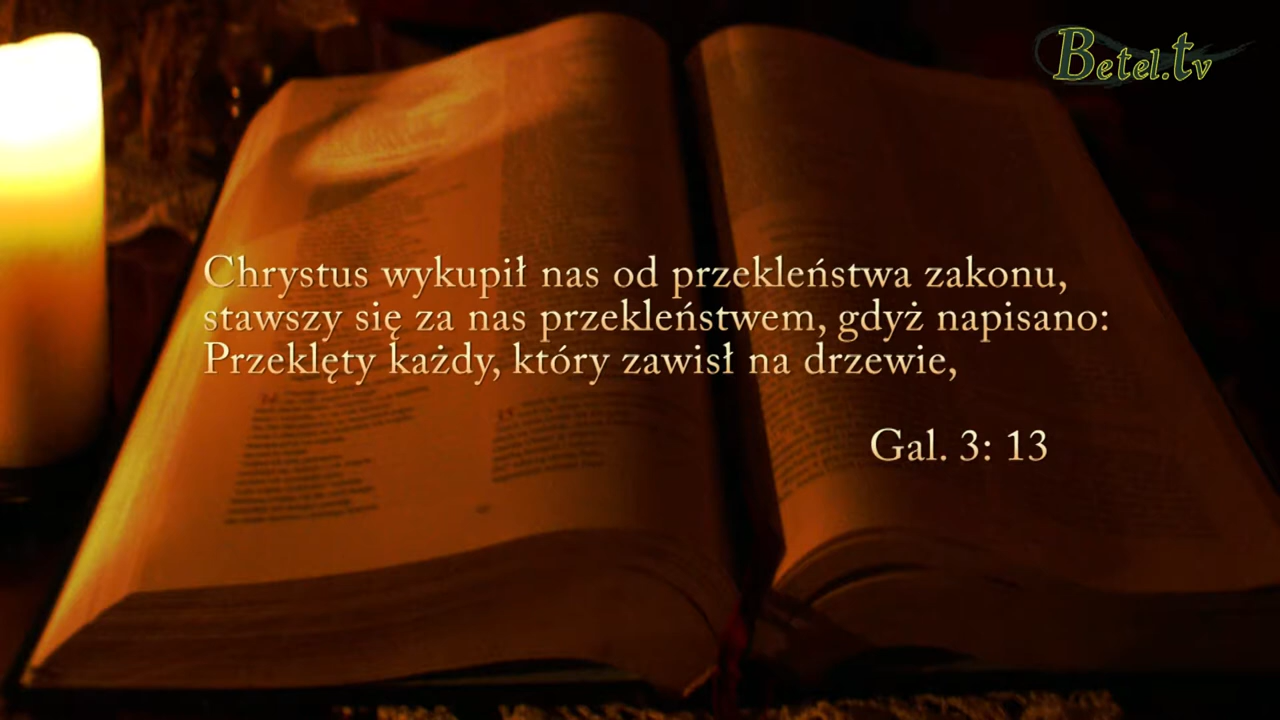 Betel.tv
Chrystus wykupił nas od przekleństwa zakonu,
stawszy się za nas przekleństwem, gdyż napisano:
Przeklęty każdy, który zawisł na drzewie,
Gal. 3: 13